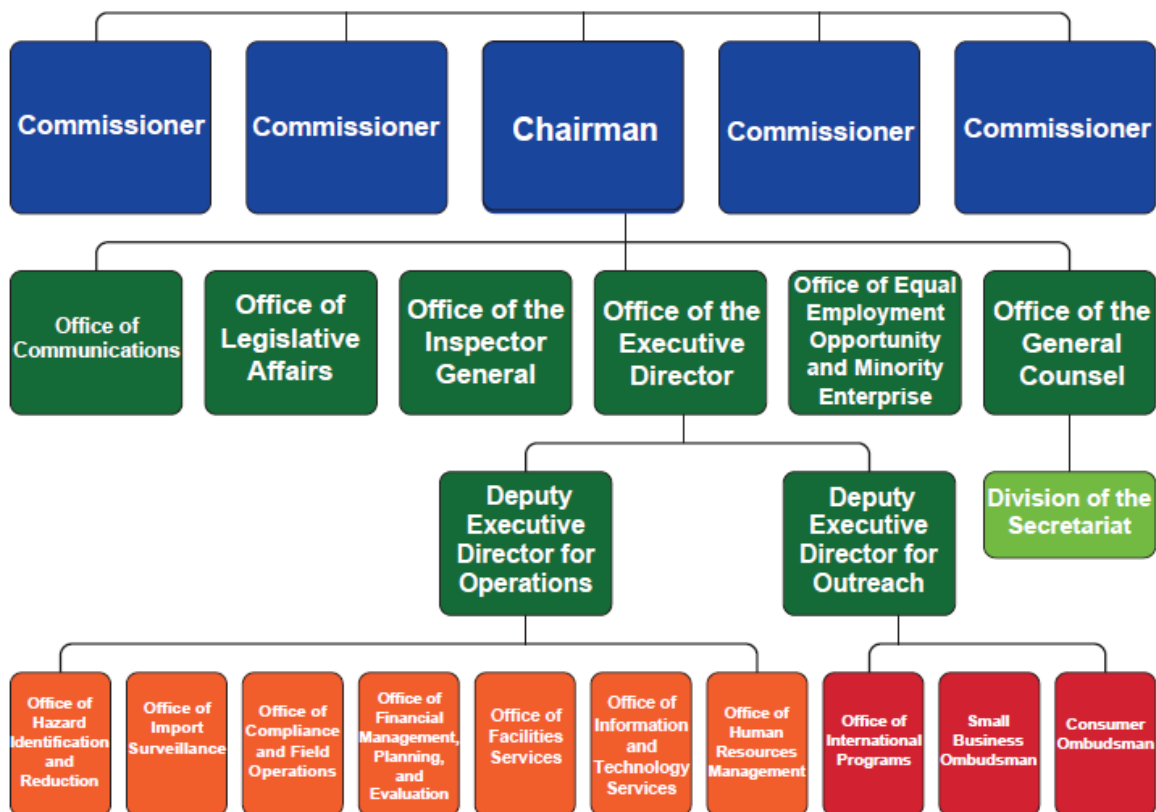 Commissioner
Commissioner
Chairman
Commissioner
Commissioner
Office of
Communications
Office of
Legislative
Affairs
Office of the
Inspector
General
Office of the
Executive
Director
Office of Equal
Employment
Opportunity
and Minority
Enterprise
Office of the
General
Counsel
Deputy
Executive
Director for
Operations
Deputy
Executive
Director for
Outreach
Division of the
Secretariat
Office of
Hazard
Identification
and
Reduction
Office of
Import
Surveillance
Office of
Compliance
and Field
Operations
Office of
Financial
Management,
Planning,
and
Evaluation
Office of
Facilities
Services
Office of
Information
and
Technology
Services
Office of
Human
Resources
Management
Office of
International
Programs
Small
Business
Ombudsman
Consumer
Ombudsman